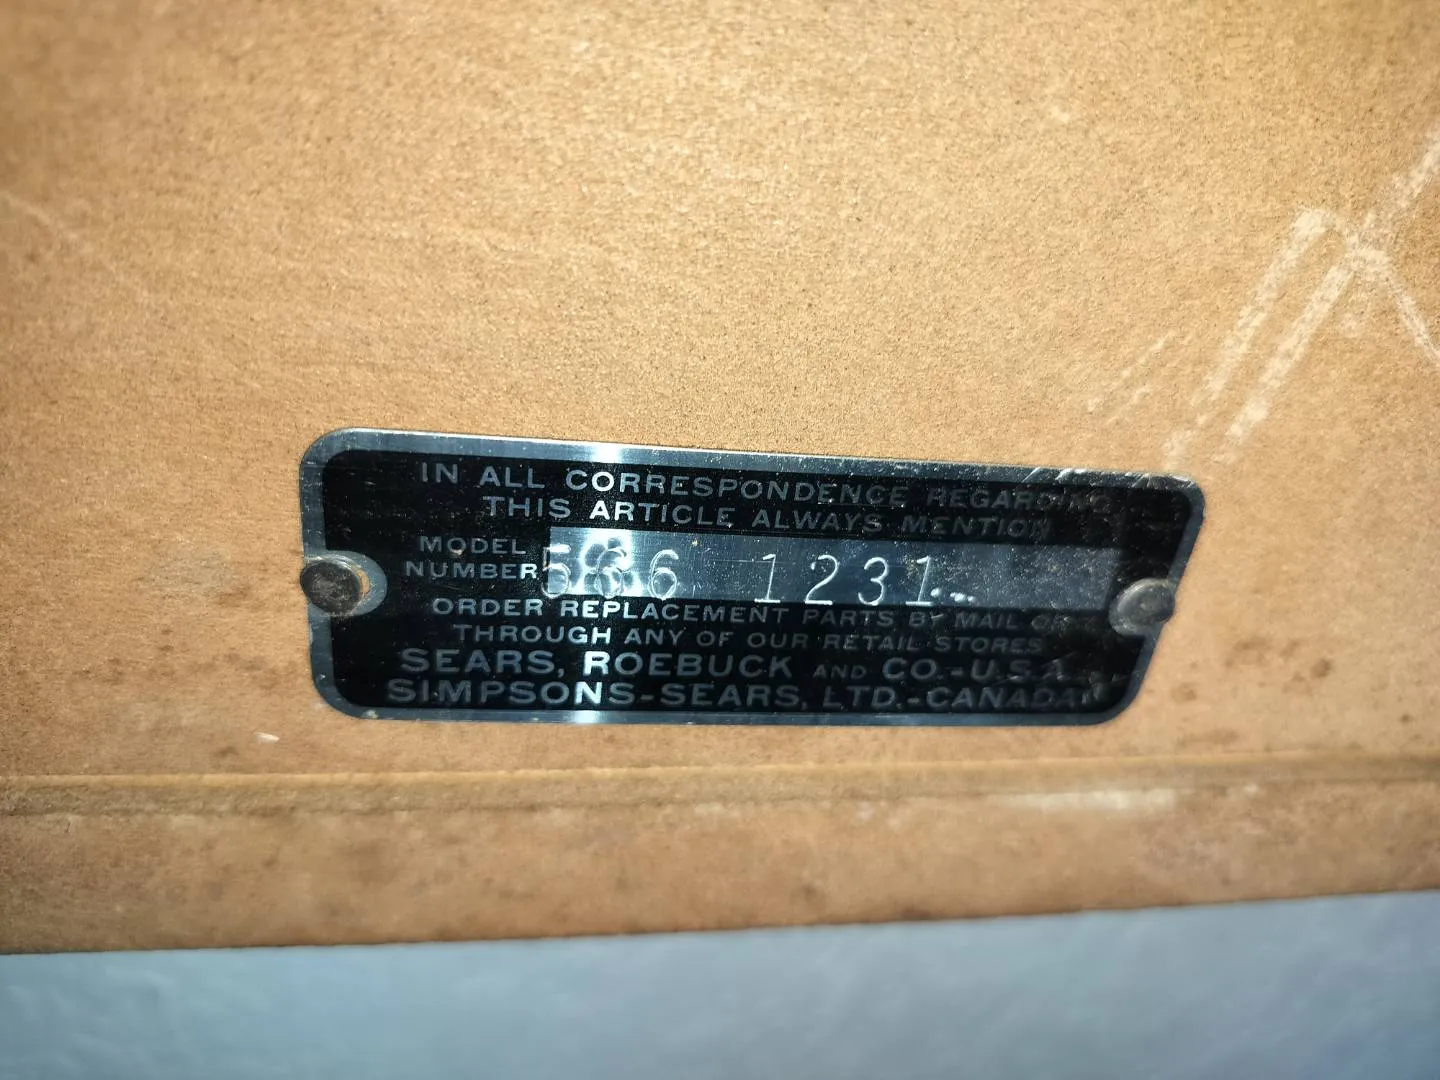 IN ALL CORRESPONDENCE REGARDING
THIS ARTICLE ALWAYS MENTION
MODEL
NUMBER 566 1231
ORDER REPLACEMENT PARTS BY MAIL OR
THROUGH ANY OF OUR RETAIL STORES
SEARS, ROEBUCK AND CO.-U.S.A.
SIMPSONS-SEARS, LTD.-CANADA